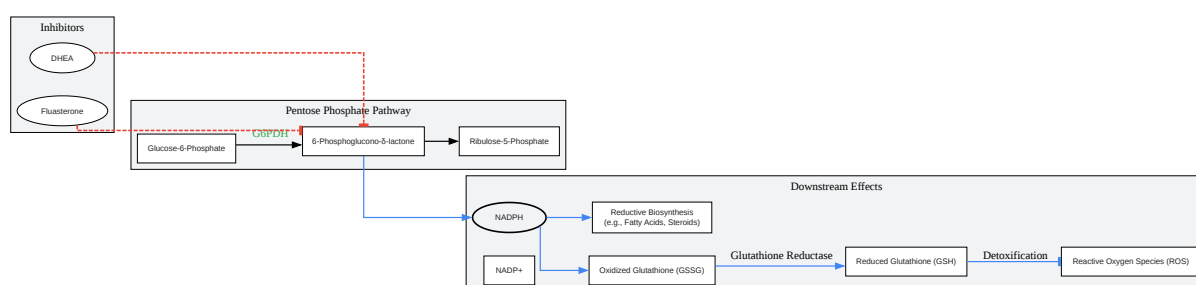 Inhibitors
DHEA
Fluasterone
Pentose Phosphate Pathway
G6PDH
Glucose-6-Phosphate
6-Phosphoglucono-δ-lactone
Ribulose-5-Phosphate
Downstream Effects
NADPH
Reductive Biosynthesis
(e.g., Fatty Acids, Steroids)
NADP+
Oxidized Glutathione (GSSG)
Glutathione Reductase
Reduced Glutathione (GSH)
Detoxification
Reactive Oxygen Species (ROS)